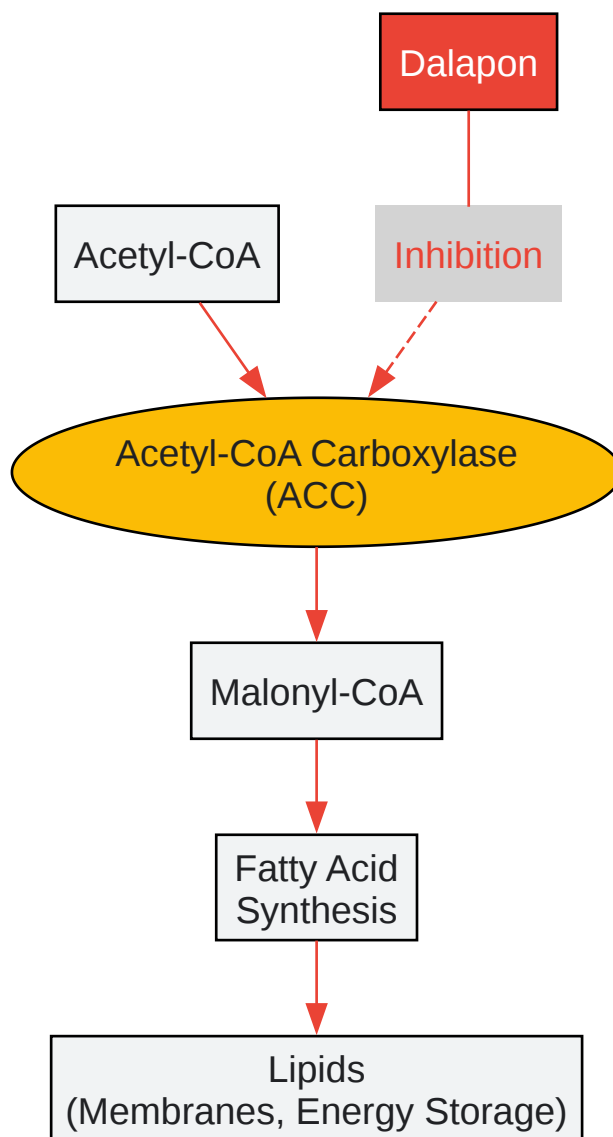 Dalapon
Acetyl-CoA
Inhibition
Acetyl-CoA Carboxylase
(ACC)
Malonyl-CoA
Fatty Acid
Synthesis
Lipids
(Membranes, Energy Storage)